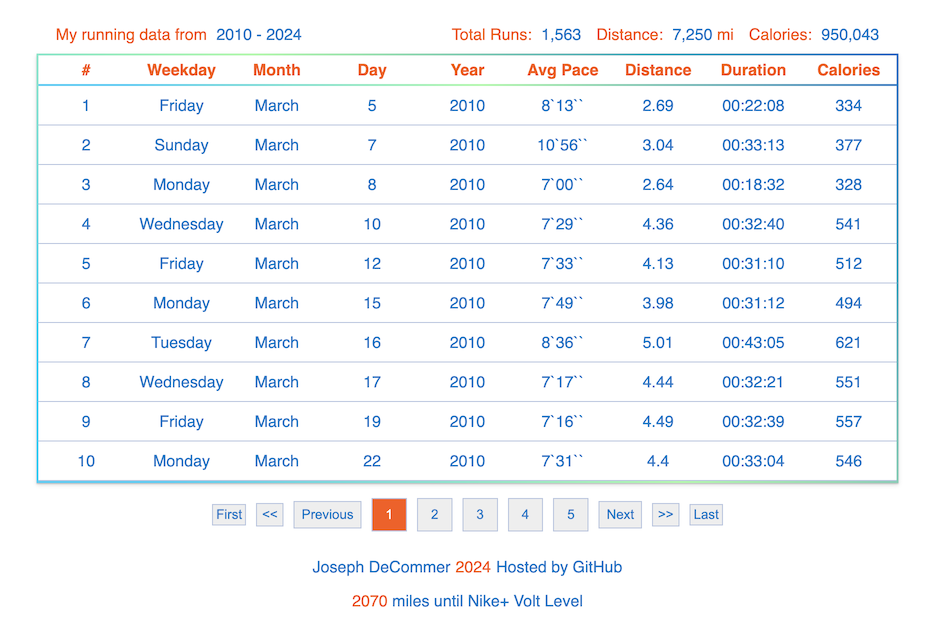 My running data from 2010 - 2024 Total Runs: 1,563 Distance: 7,250 mi Calories: 950,043
# Weekday Month Day Year Avg Pace Distance Duration Calories
1 Friday March 5 2010 8`13`` 2.69 00:22:08 334
2 Sunday March 7 2010 10`56`` 3.04 00:33:13 377
3 Monday March 8 2010 7`00`` 2.64 00:18:32 328
4 Wednesday March 10 2010 7`29`` 4.36 00:32:40 541
5 Friday March 12 2010 7`33`` 4.13 00:31:10 512
6 Monday March 15 2010 7`49`` 3.98 00:31:12 494
7 Tuesday March 16 2010 8`36`` 5.01 00:43:05 621
8 Wednesday March 17 2010 7`17`` 4.44 00:32:21 551
9 Friday March 19 2010 7`16`` 4.49 00:32:39 557
10 Monday March 22 2010 7`31`` 4.4 00:33:04 546
First << Previous 1 2 3 4 5 Next >> Last
Joseph DeCommer 2024 Hosted by GitHub
2070 miles until Nike+ Volt Level